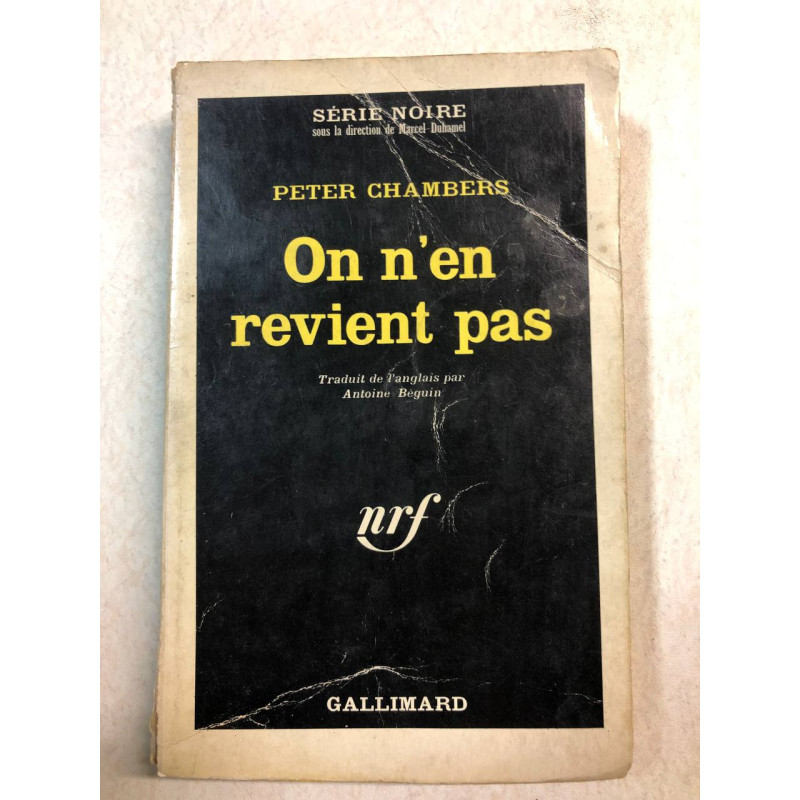 SÉRIE NOIRE
sous la direction de Marcel Duhamel
PETER CHAMBERS
On n'en
revient pas
Traduit de l'anglais par
Antoine Béguin
nrf
GALLIMARD